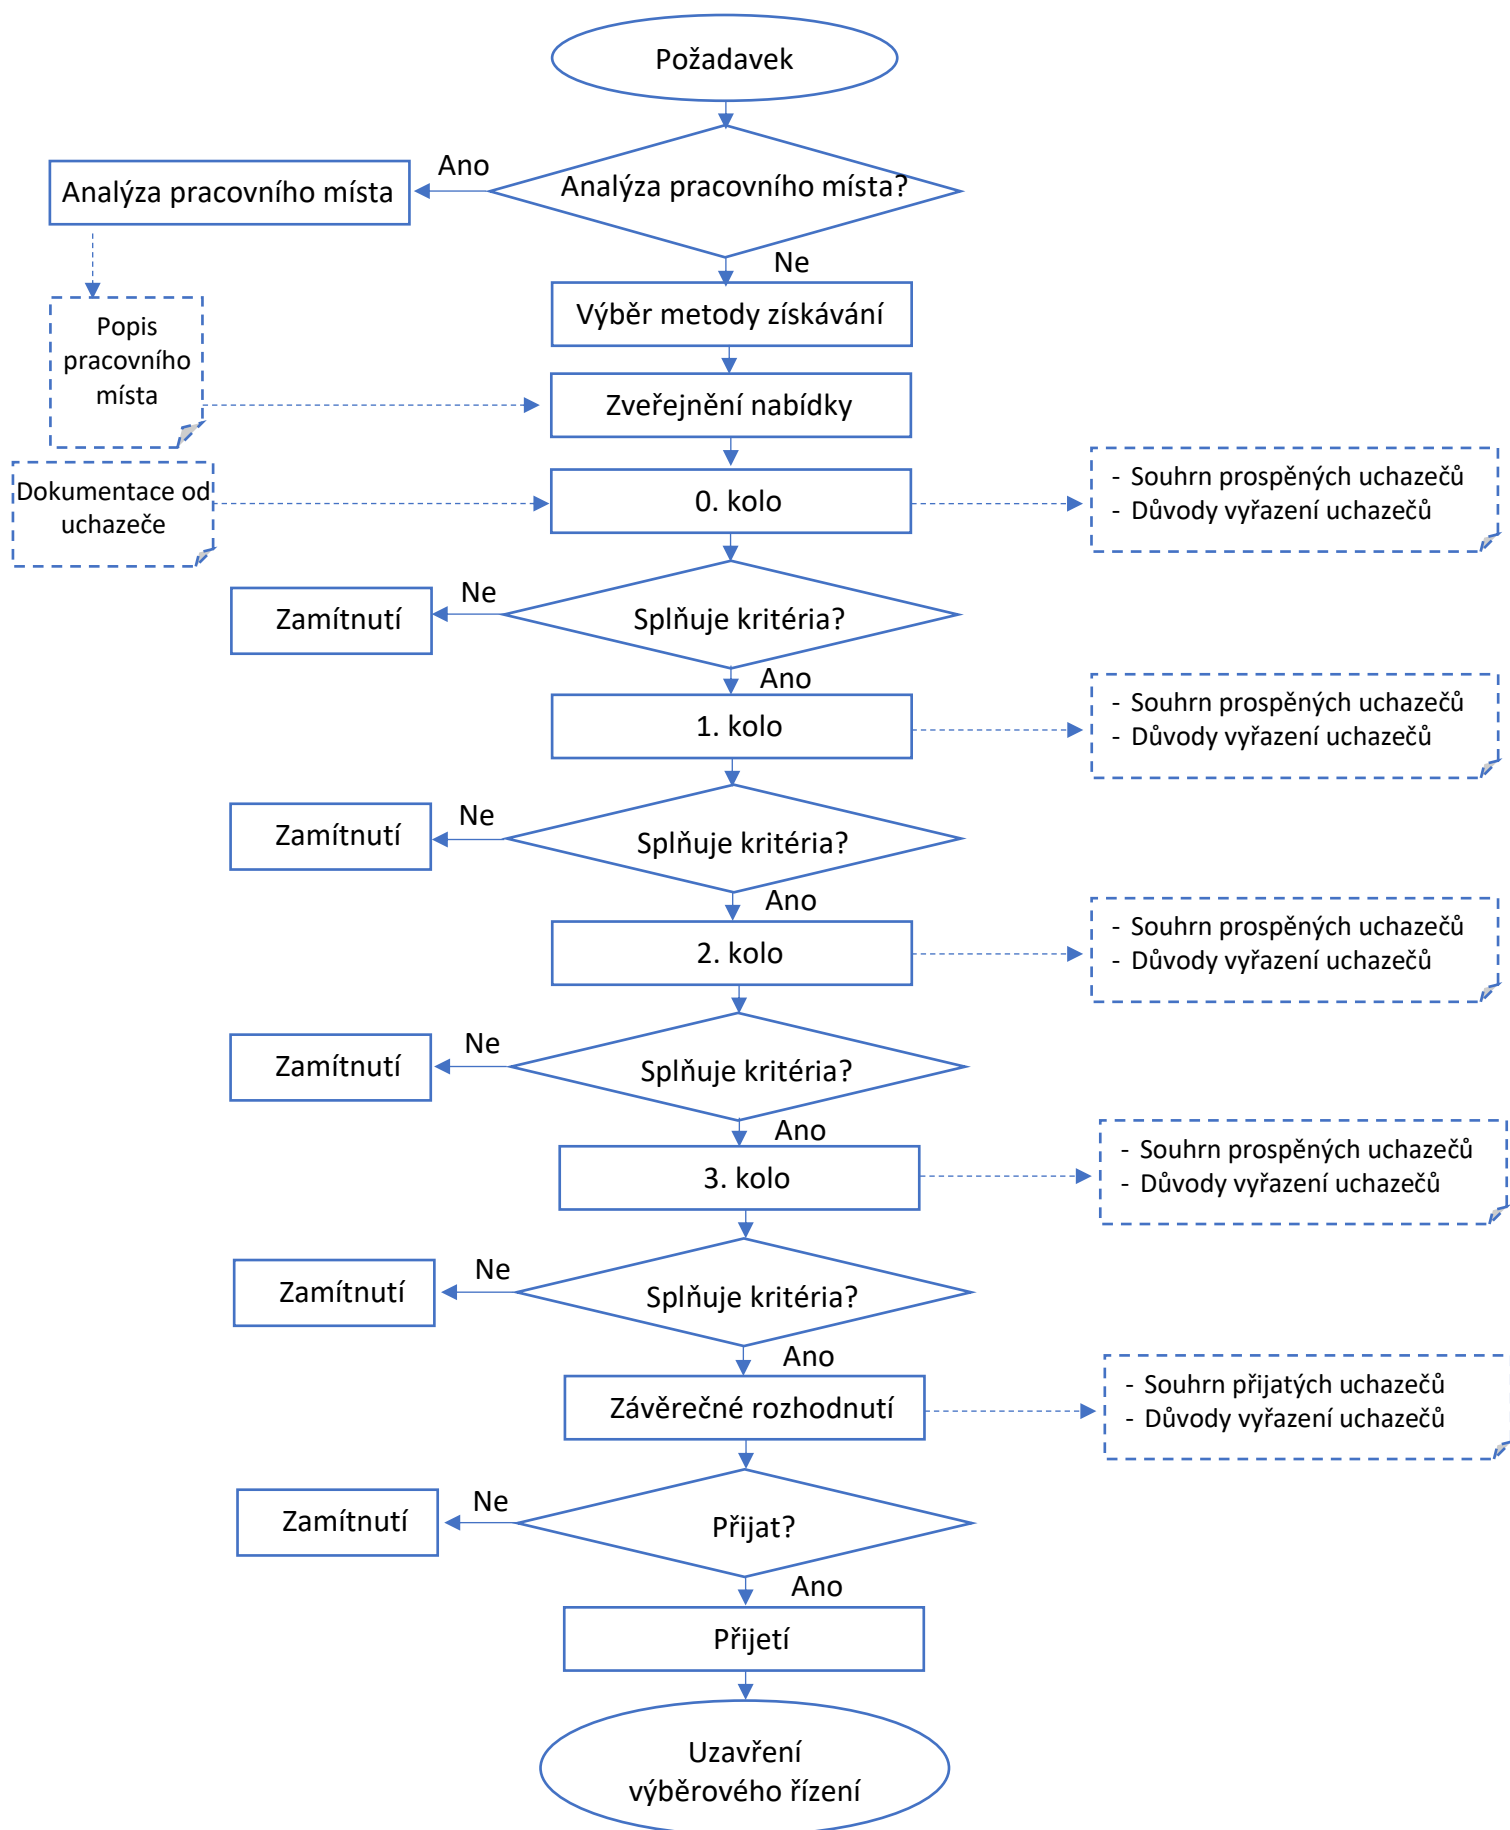 Požadavek
Ano
Analýza pracovního místa?
Analýza pracovního místa
Ne
Výběr metody získávání
Popis
pracovního
místa
Zveřejnění nabídky
Dokumentace od
uchazeče
0. kolo
- Souhrn prospěných uchazečů
- Důvody vyřazení uchazečů
Ne
Zamítnutí
Splňuje kritéria?
Ano
1. kolo
- Souhrn prospěných uchazečů
- Důvody vyřazení uchazečů
Ne
Zamítnutí
Splňuje kritéria?
Ano
2. kolo
- Souhrn prospěných uchazečů
- Důvody vyřazení uchazečů
Ne
Zamítnutí
Splňuje kritéria?
Ano
3. kolo
- Souhrn prospěných uchazečů
- Důvody vyřazení uchazečů
Ne
Zamítnutí
Splňuje kritéria?
Ano
Závěrečné rozhodnutí
- Souhrn přijatých uchazečů
- Důvody vyřazení uchazečů
Ne
Zamítnutí
Přijat?
Ano
Přijetí
Uzavření
výběrového řízení